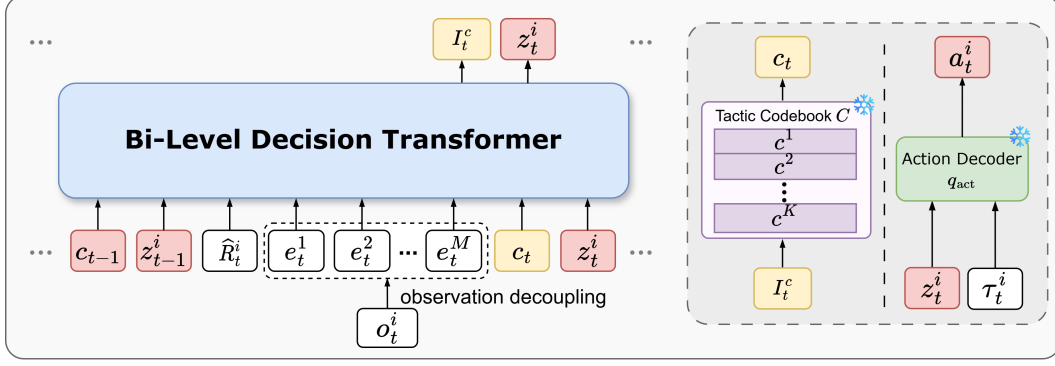 ... I_t^c z_t^i ...
Bi-Level Decision Transformer
... c_{t-1} z_{t-1}^i R̂_t^i e_t^1 e_t^2 ... e_t^M c_t z_t^i ...
observation decoupling
o_t^i
c_t
Tactic Codebook C
c^1
c^2
⋮
c^K
I_t^c
a_t^i
Action Decoder
q_act
z_t^i τ_t^i